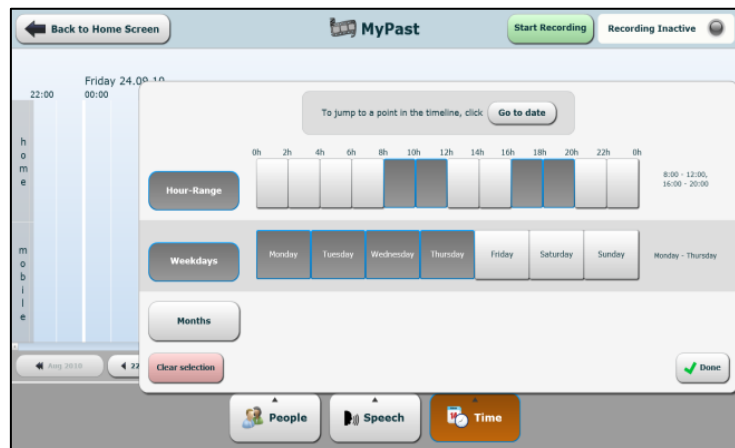 Back to Home Screen
MyPast
Start Recording
Recording Inactive
Friday 24.09.10
22:00 00:00
home
mobile
To jump to a point in the timeline, click Go to date
0h 2h 4h 6h 8h 10h 12h 14h 16h 18h 20h 22h 0h
Hour-Range
8:00 - 12:00,
16:00 - 20:00
Weekdays
Monday Tuesday Wednesday Thursday Friday Saturday Sunday
Monday - Thursday
Months
Aug 2010
22
Clear selection
Done
People
Speech
Time